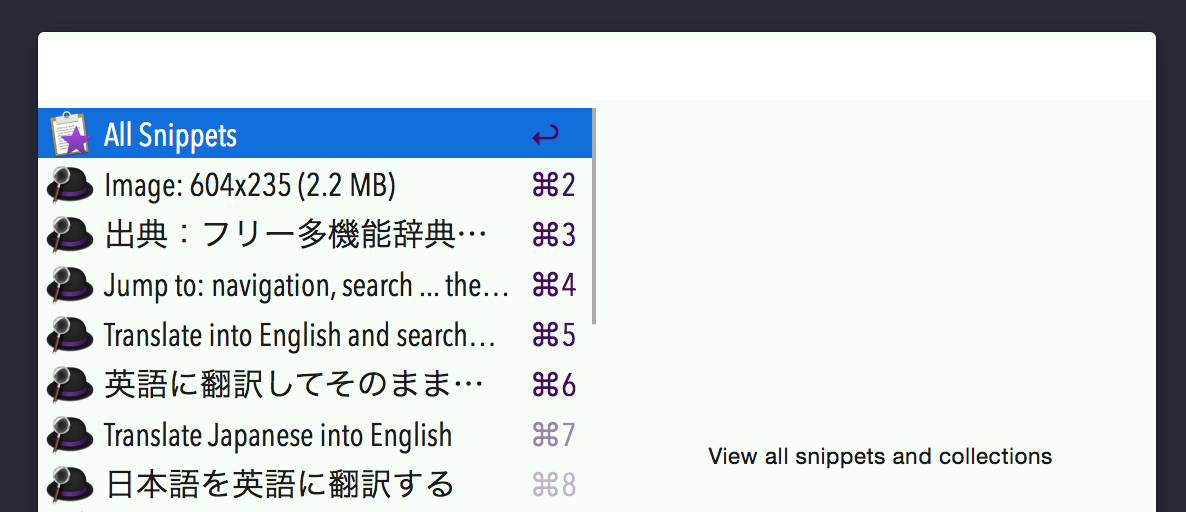 All Snippets ↩
Image: 604x235 (2.2 MB) ⌘2
出典：フリー多機能辞典… ⌘3
Jump to: navigation, search ... the… ⌘4
Translate into English and search… ⌘5
英語に翻訳してそのまま… ⌘6
Translate Japanese into English ⌘7
View all snippets and collections
日本語を英語に翻訳する ⌘8